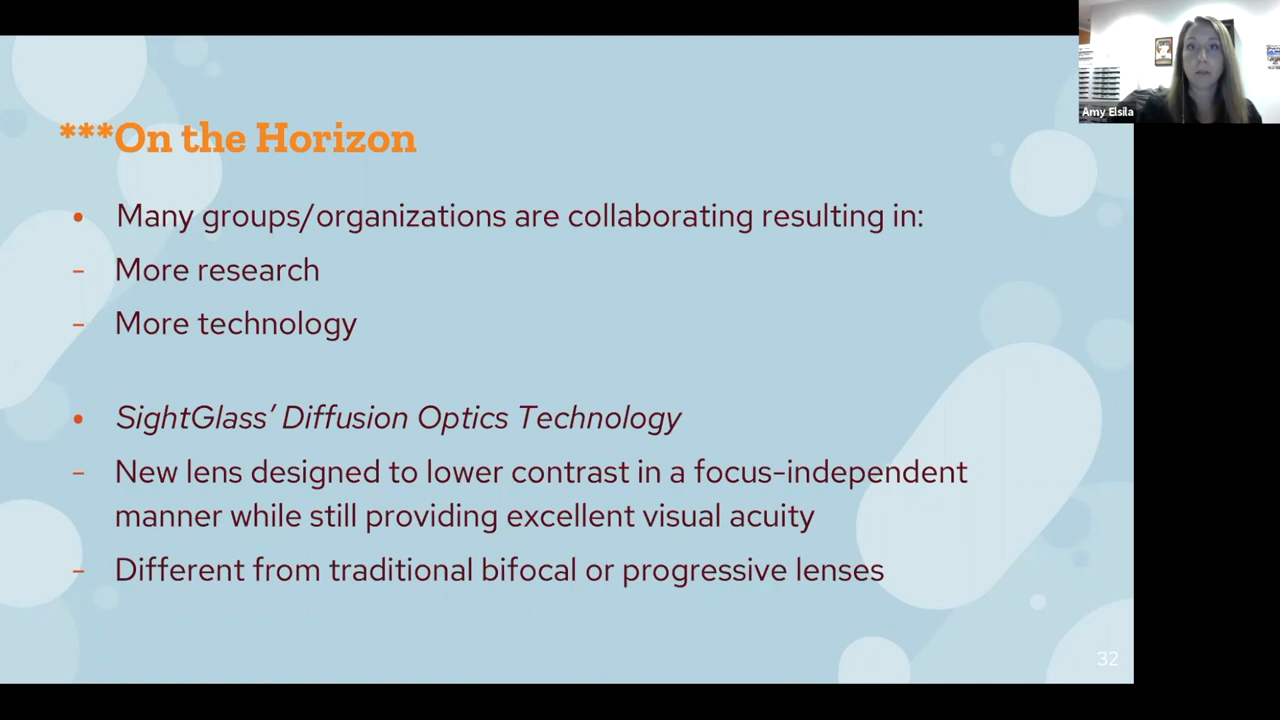 Amy Elsila
***On the Horizon
• Many groups/organizations are collaborating resulting in:
- More research
- More technology
• SightGlass’ Diffusion Optics Technology
- New lens designed to lower contrast in a focus-independent
manner while still providing excellent visual acuity
- Different from traditional bifocal or progressive lenses
32